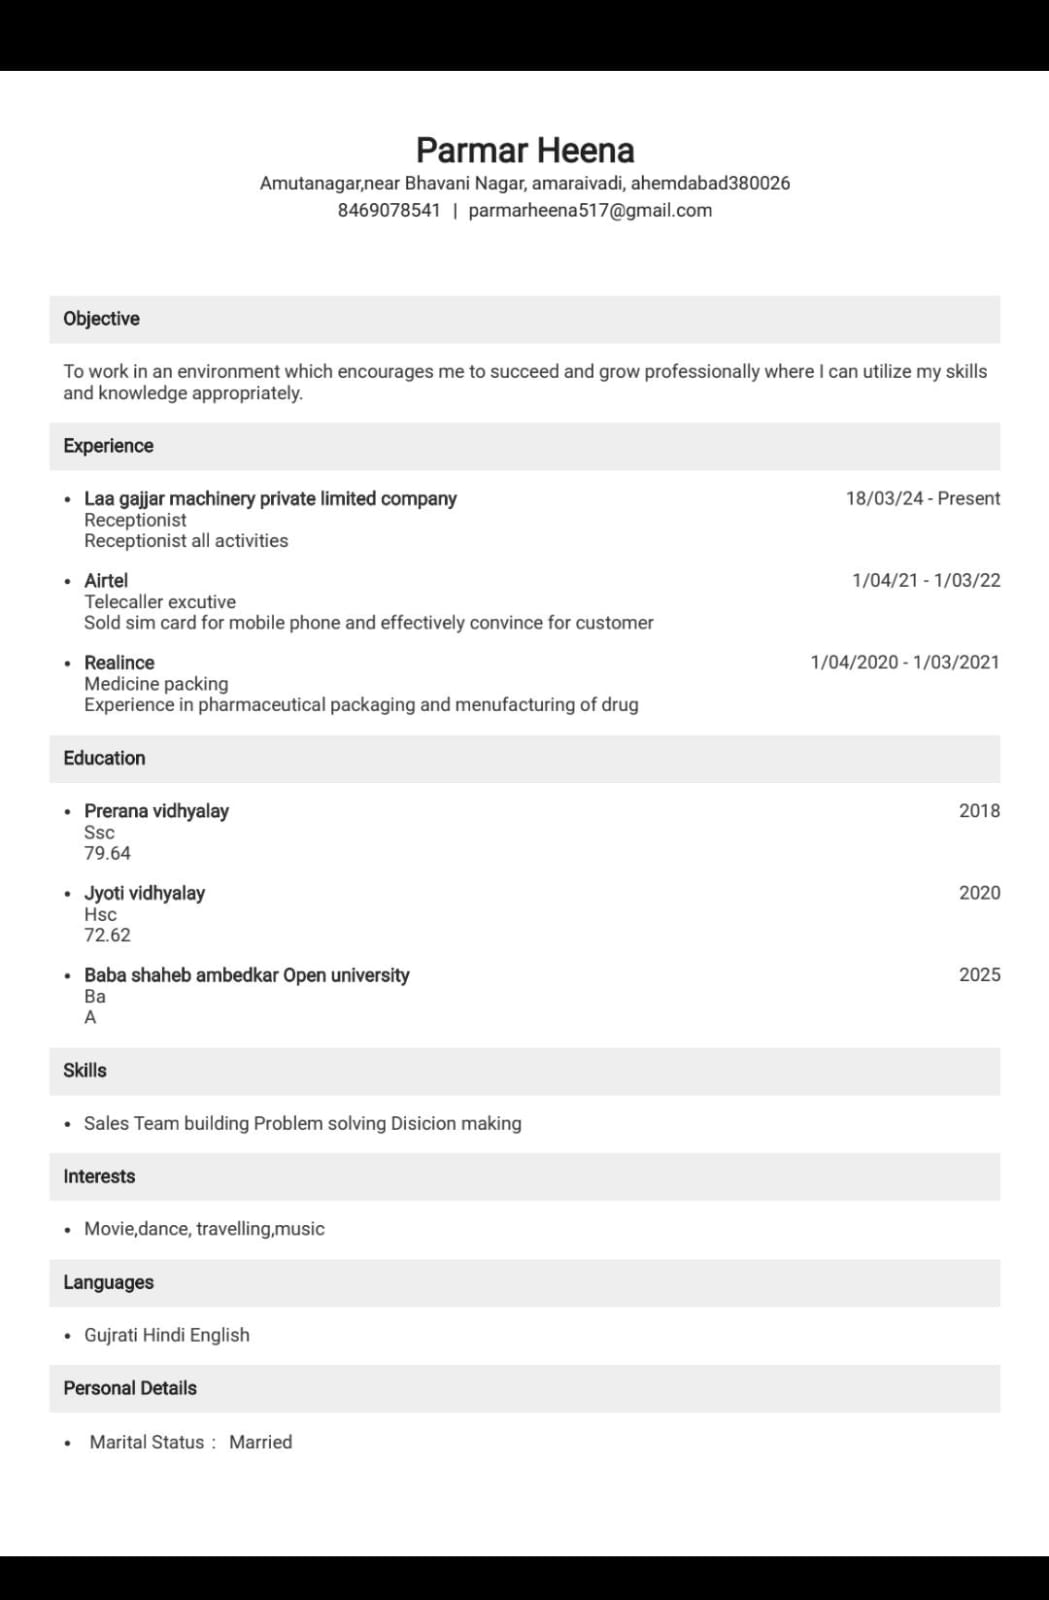 Parmar Heena
Amutanagar,near Bhavani Nagar, amaraivadi, ahemdabad380026
8469078541 | parmarheena517@gmail.com
Objective
To work in an environment which encourages me to succeed and grow professionally where I can utilize my skills
and knowledge appropriately.
Experience
• Laa gajjar machinery private limited company 18/03/24 - Present
Receptionist
Receptionist all activities
• Airtel 1/04/21 - 1/03/22
Telecaller excutive
Sold sim card for mobile phone and effectively convince for customer
• Realince 1/04/2020 - 1/03/2021
Medicine packing
Experience in pharmaceutical packaging and menufacturing of drug
Education
• Prerana vidhyalay 2018
Ssc
79.64
• Jyoti vidhyalay 2020
Hsc
72.62
• Baba shaheb ambedkar Open university 2025
Ba
A
Skills
• Sales Team building Problem solving Disicion making
Interests
• Movie,dance, travelling,music
Languages
• Gujrati Hindi English
Personal Details
• Marital Status : Married